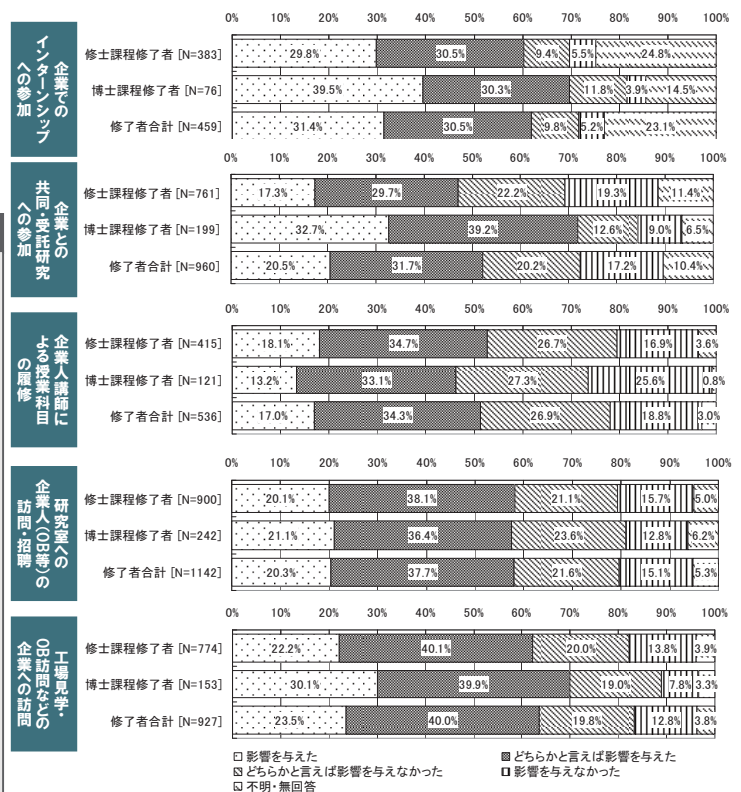 0% 10% 20% 30% 40% 50% 60% 70% 80% 90% 100%
企業での
インターンシップ
への参加
修士課程修了者 [N=383]
29.8% 30.5% 9.4% 5.5% 24.8%
博士課程修了者 [N=76]
39.5% 30.3% 11.8% 3.9% 14.5%
修了者合計 [N=459]
31.4% 30.5% 9.8% 5.2% 23.1%
0% 10% 20% 30% 40% 50% 60% 70% 80% 90% 100%
企業との
共同・受託研究
への参加
修士課程修了者 [N=761]
17.3% 29.7% 22.2% 19.3% 11.4%
博士課程修了者 [N=199]
32.7% 39.2% 12.6% 9.0% 6.5%
修了者合計 [N=960]
20.5% 31.7% 20.2% 17.2% 10.4%
0% 10% 20% 30% 40% 50% 60% 70% 80% 90% 100%
企業人講師に
よる授業科目
の履修
修士課程修了者 [N=415]
18.1% 34.7% 26.7% 16.9% 3.6%
博士課程修了者 [N=121]
13.2% 33.1% 27.3% 25.6% 0.8%
修了者合計 [N=536]
17.0% 34.3% 26.9% 18.8% 3.0%
0% 10% 20% 30% 40% 50% 60% 70% 80% 90% 100%
研究室への
企業人(OB等)の
訪問・招聘
修士課程修了者 [N=900]
20.1% 38.1% 21.1% 15.7% 5.0%
博士課程修了者 [N=242]
21.1% 36.4% 23.6% 12.8% 6.2%
修了者合計 [N=1142]
20.3% 37.7% 21.6% 15.1% 5.3%
0% 10% 20% 30% 40% 50% 60% 70% 80% 90% 100%
工場見学・
OB訪問などの
企業への訪問
修士課程修了者 [N=774]
22.2% 40.1% 20.0% 13.8% 3.9%
博士課程修了者 [N=153]
30.1% 39.9% 19.0% 7.8% 3.3%
修了者合計 [N=927]
23.5% 40.0% 19.8% 12.8% 3.8%
影響を与えた どちらかと言えば影響を与えた
どちらかと言えば影響を与えなかった 影響を与えなかった
不明・無回答